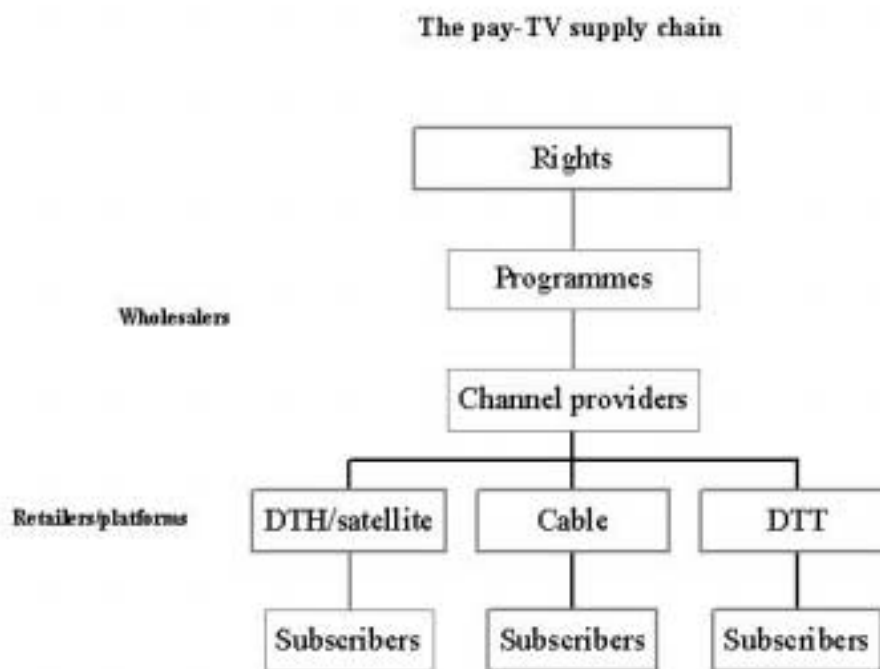 The pay-TV supply chain
Rights
Programmes
Wholesalers
Channel providers
Retailers/platforms
DTH/satellite
Cable
DTT
Subscribers
Subscribers
Subscribers